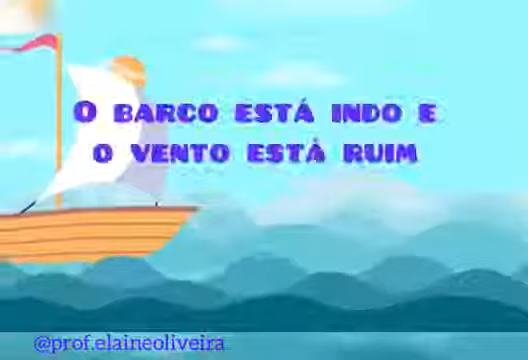 O BARCO ESTÁ INDO E
O VENTO ESTÁ RUIM
@prof.elaineoliveira